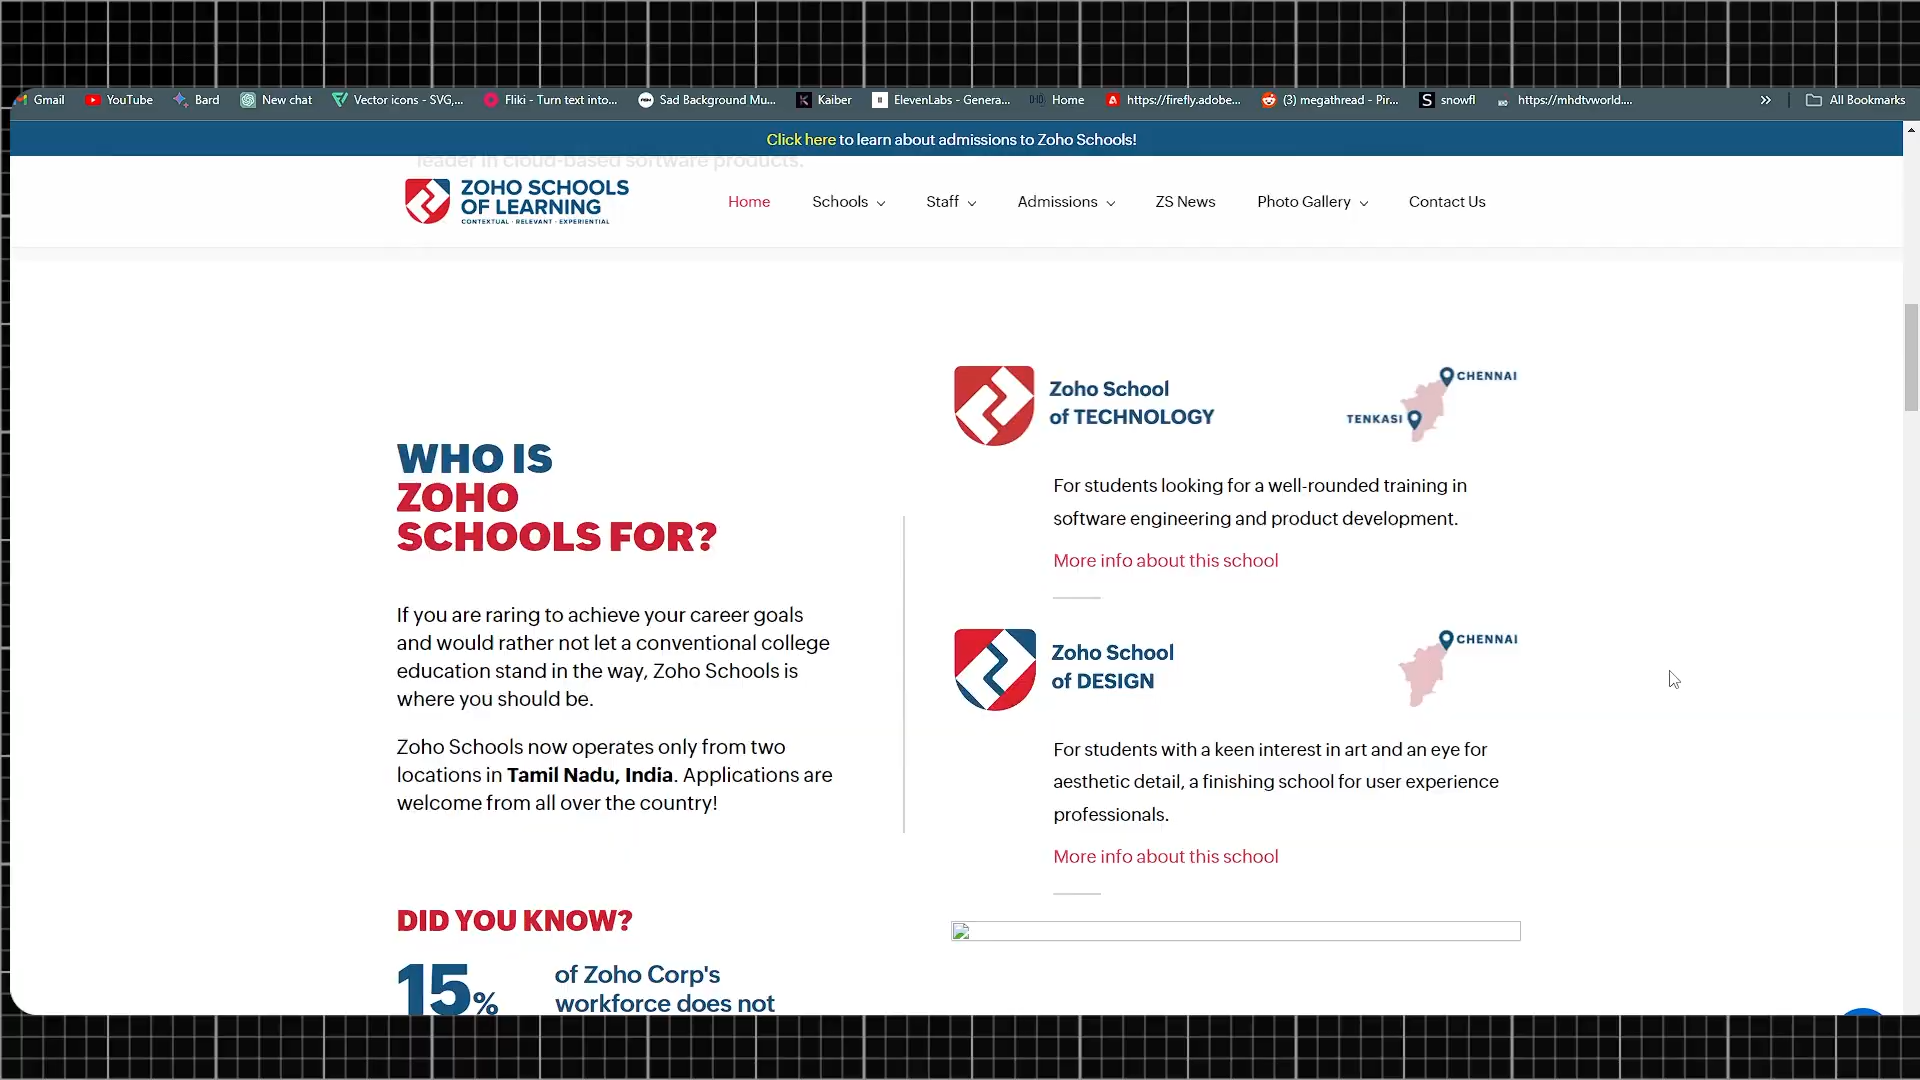 Gmail
YouTube
Bard
New chat
Vector icons - SVG,...
Fliki - Turn text into...
Sad Background Mu...
Kaiber
ElevenLabs - Genera...
Home
https://firefly.adobe...
(3) megathread - Pir...
snowfl
https://mhdtvworld....
All Bookmarks
Click here to learn about admissions to Zoho Schools!
leader in cloud-based software products.
ZOHO SCHOOLS
OF LEARNING
CONTEXTUAL · RELEVANT · EXPERIENTIAL
Home
Schools
Staff
Admissions
ZS News
Photo Gallery
Contact Us
WHO IS
ZOHO
SCHOOLS FOR?
If you are raring to achieve your career goals
and would rather not let a conventional college
education stand in the way, Zoho Schools is
where you should be.
Zoho Schools now operates only from two
locations in Tamil Nadu, India. Applications are
welcome from all over the country!
DID YOU KNOW?
15%
of Zoho Corp's
workforce does not
Zoho School
of TECHNOLOGY
CHENNAI
TENKASI
For students looking for a well-rounded training in
software engineering and product development.
More info about this school
Zoho School
of DESIGN
CHENNAI
For students with a keen interest in art and an eye for
aesthetic detail, a finishing school for user experience
professionals.
More info about this school